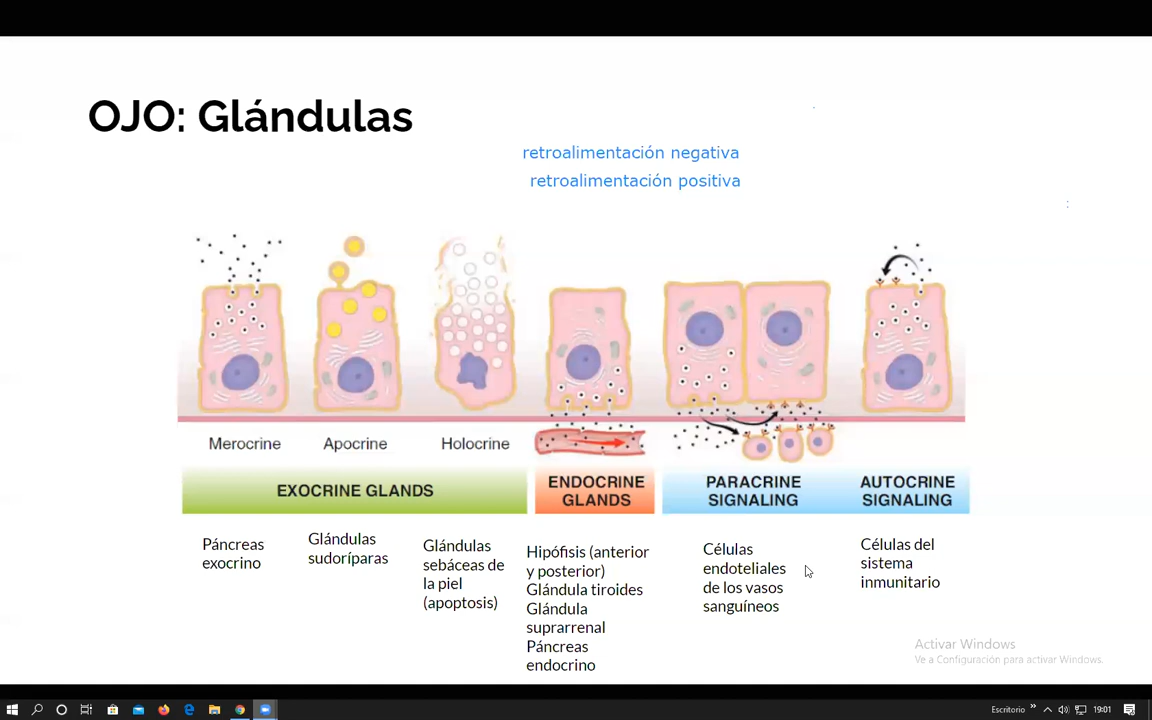 OJO: Glándulas
retroalimentación negativa
retroalimentación positiva
Merocrine
Apocrine
Holocrine
EXOCRINE GLANDS
ENDOCRINE
GLANDS
PARACRINE
SIGNALING
AUTOCRINE
SIGNALING
Páncreas
exocrino
Glándulas
sudoríparas
Glándulas
sebáceas de
la piel
(apoptosis)
Hipófisis (anterior
y posterior)
Glándula tiroides
Glándula
suprarrenal
Páncreas
endocrino
Células
endoteliales
de los vasos
sanguíneos
Células del
sistema
inmunitario
Activar Windows
Ve a Configuración para activar Windows.
Escritorio
19:01